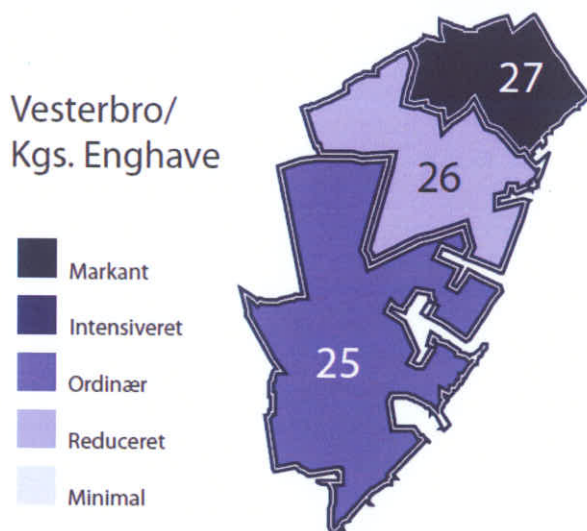 Vesterbro/
Kgs. Enghave
Markant
Intensiveret
Ordinær
Reduceret
Minimal
27
26
25